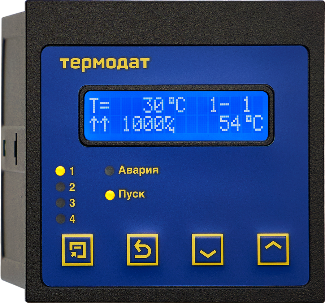 термодат
T= 30°C 1- 1
↑↑ 1000% 54°C
1
Авария
2
Пуск
3
4